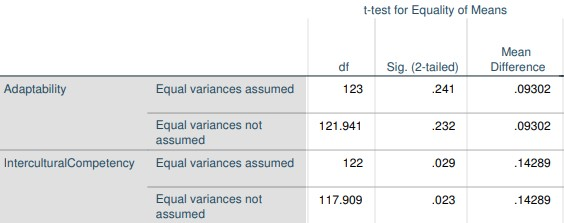 t-test for Equality of Means
df Sig. (2-tailed) Mean Difference
Adaptability Equal variances assumed 123 .241 .09302
Equal variances not assumed 121.941 .232 .09302
InterculturalCompetency Equal variances assumed 122 .029 .14289
Equal variances not assumed 117.909 .023 .14289